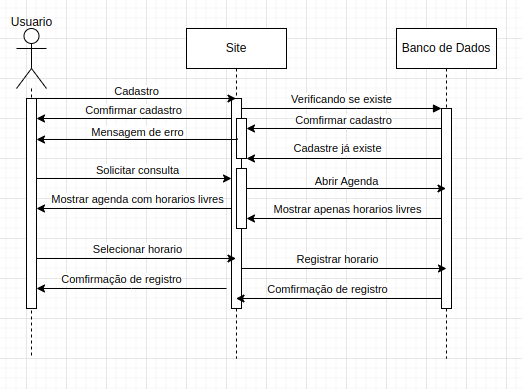 Usuario
Site
Banco de Dados
Cadastro
Verificando se existe
Comfirmar cadastro
Comfirmar cadastro
Mensagem de erro
Cadastre já existe
Solicitar consulta
Abrir Agenda
Mostrar agenda com horarios livres
Mostrar apenas horarios livres
Selecionar horario
Registrar horario
Comfirmação de registro
Comfirmação de registro